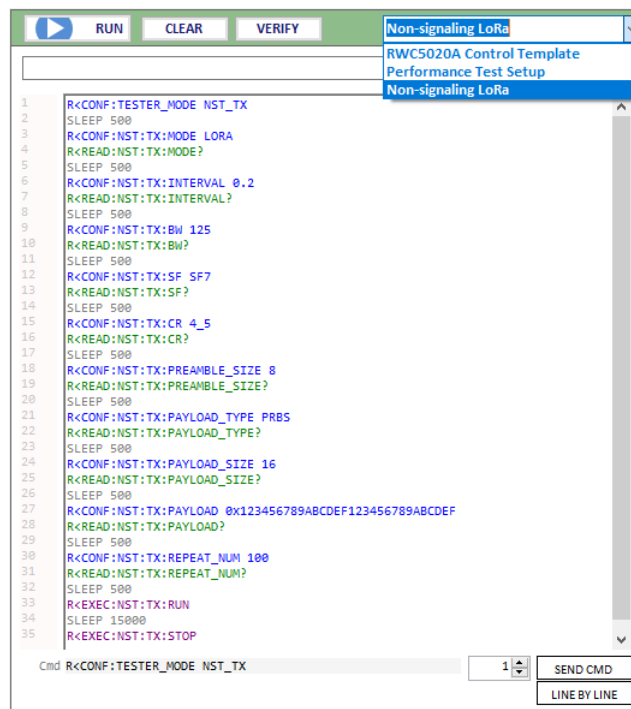 RUN CLEAR VERIFY Non-signaling LoRa
RWC5020A Control Template
Performance Test Setup
Non-signaling LoRa
1 R<CONF:TESTER_MODE NST_TX
2 SLEEP 500
3 R<CONF:NST:TX:MODE LORA
4 R<READ:NST:TX:MODE?
5 SLEEP 500
6 R<CONF:NST:TX:INTERVAL 0.2
7 R<READ:NST:TX:INTERVAL?
8 SLEEP 500
9 R<CONF:NST:TX:BW 125
10 R<READ:NST:TX:BW?
11 SLEEP 500
12 R<CONF:NST:TX:SF SF7
13 R<READ:NST:TX:SF?
14 SLEEP 500
15 R<CONF:NST:TX:CR 4_5
16 R<READ:NST:TX:CR?
17 SLEEP 500
18 R<CONF:NST:TX:PREAMBLE_SIZE 8
19 R<READ:NST:TX:PREAMBLE_SIZE?
20 SLEEP 500
21 R<CONF:NST:TX:PAYLOAD_TYPE PRBS
22 R<READ:NST:TX:PAYLOAD_TYPE?
23 SLEEP 500
24 R<CONF:NST:TX:PAYLOAD_SIZE 16
25 R<READ:NST:TX:PAYLOAD_SIZE?
26 SLEEP 500
27 R<CONF:NST:TX:PAYLOAD 0x123456789ABCDEF123456789ABCDEF
28 R<READ:NST:TX:PAYLOAD?
29 SLEEP 500
30 R<CONF:NST:TX:REPEAT_NUM 100
31 R<READ:NST:TX:REPEAT_NUM?
32 SLEEP 500
33 R<EXEC:NST:TX:RUN
34 SLEEP 15000
35 R<EXEC:NST:TX:STOP
Cmd R<CONF:TESTER_MODE NST_TX 1 SEND CMD
LINE BY LINE